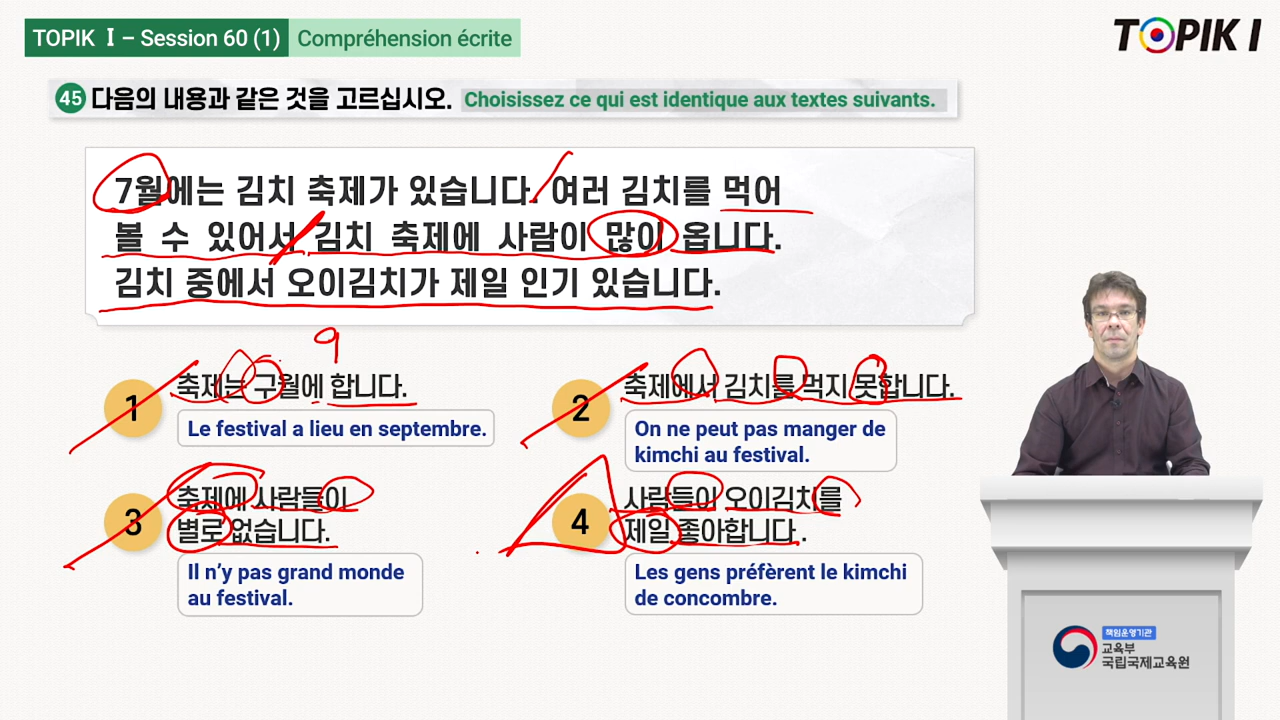 TOPIK Ⅰ – Session 60 (1) Compréhension écrite
TOPIK I
45 다음의 내용과 같은 것을 고르십시오. Choisissez ce qui est identique aux textes suivants.
7월에는 김치 축제가 있습니다. 여러 김치를 먹어
볼 수 있어서 김치 축제에 사람이 많이 옵니다.
김치 중에서 오이김치가 제일 인기 있습니다.
9
1 축제는 구월에 합니다.
Le festival a lieu en septembre.
2 축제에서 김치를 먹지 못합니다.
On ne peut pas manger de
kimchi au festival.
3 축제에 사람들이
별로 없습니다.
Il n'y pas grand monde
au festival.
4 사람들이 오이김치를
제일 좋아합니다.
Les gens préfèrent le kimchi
de concombre.
책임운영기관
교육부
국립국제교육원